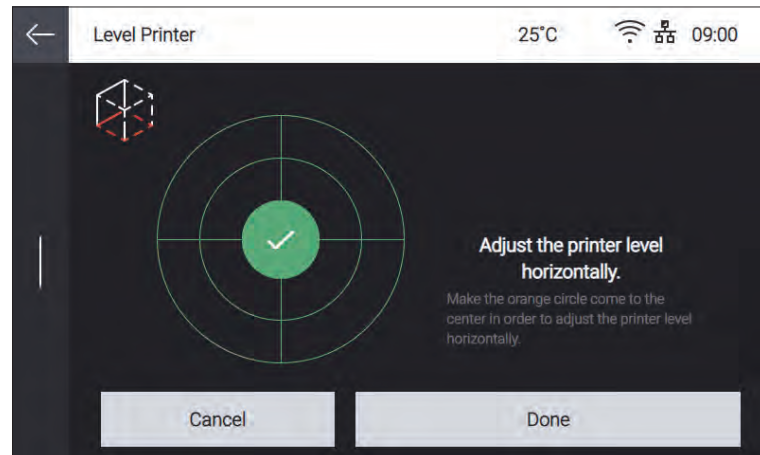 Level Printer 25°C 09:00
Adjust the printer level
horizontally.
Make the orange circle come to the
center in order to adjust the printer level
horizontally.
Cancel Done